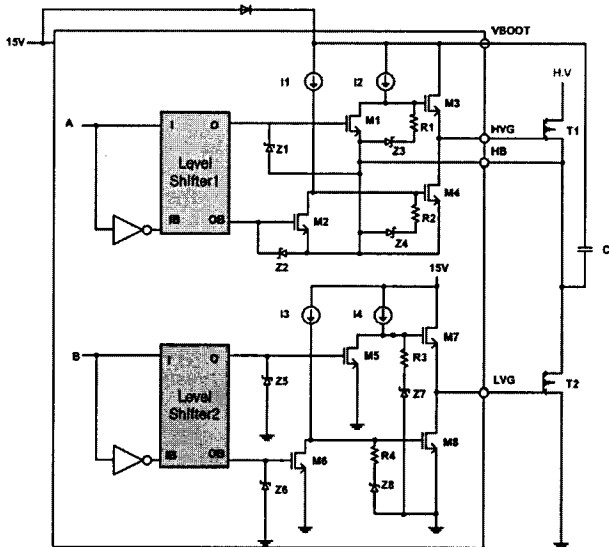 15V
VBOOT
I1
I2
H.V
M3
A
I
O
M1
R1
HVG
T1
Z1
Z3
HB
Level
Shifter1
M4
IB
OB
M2
R2
C
Z4
Z2
15V
I3
I4
M7
B
I
O
M5
R3
Level
Shifter2
Z5
Z7
LVG
T2
M8
IB
OB
M6
R4
Z6
Z8